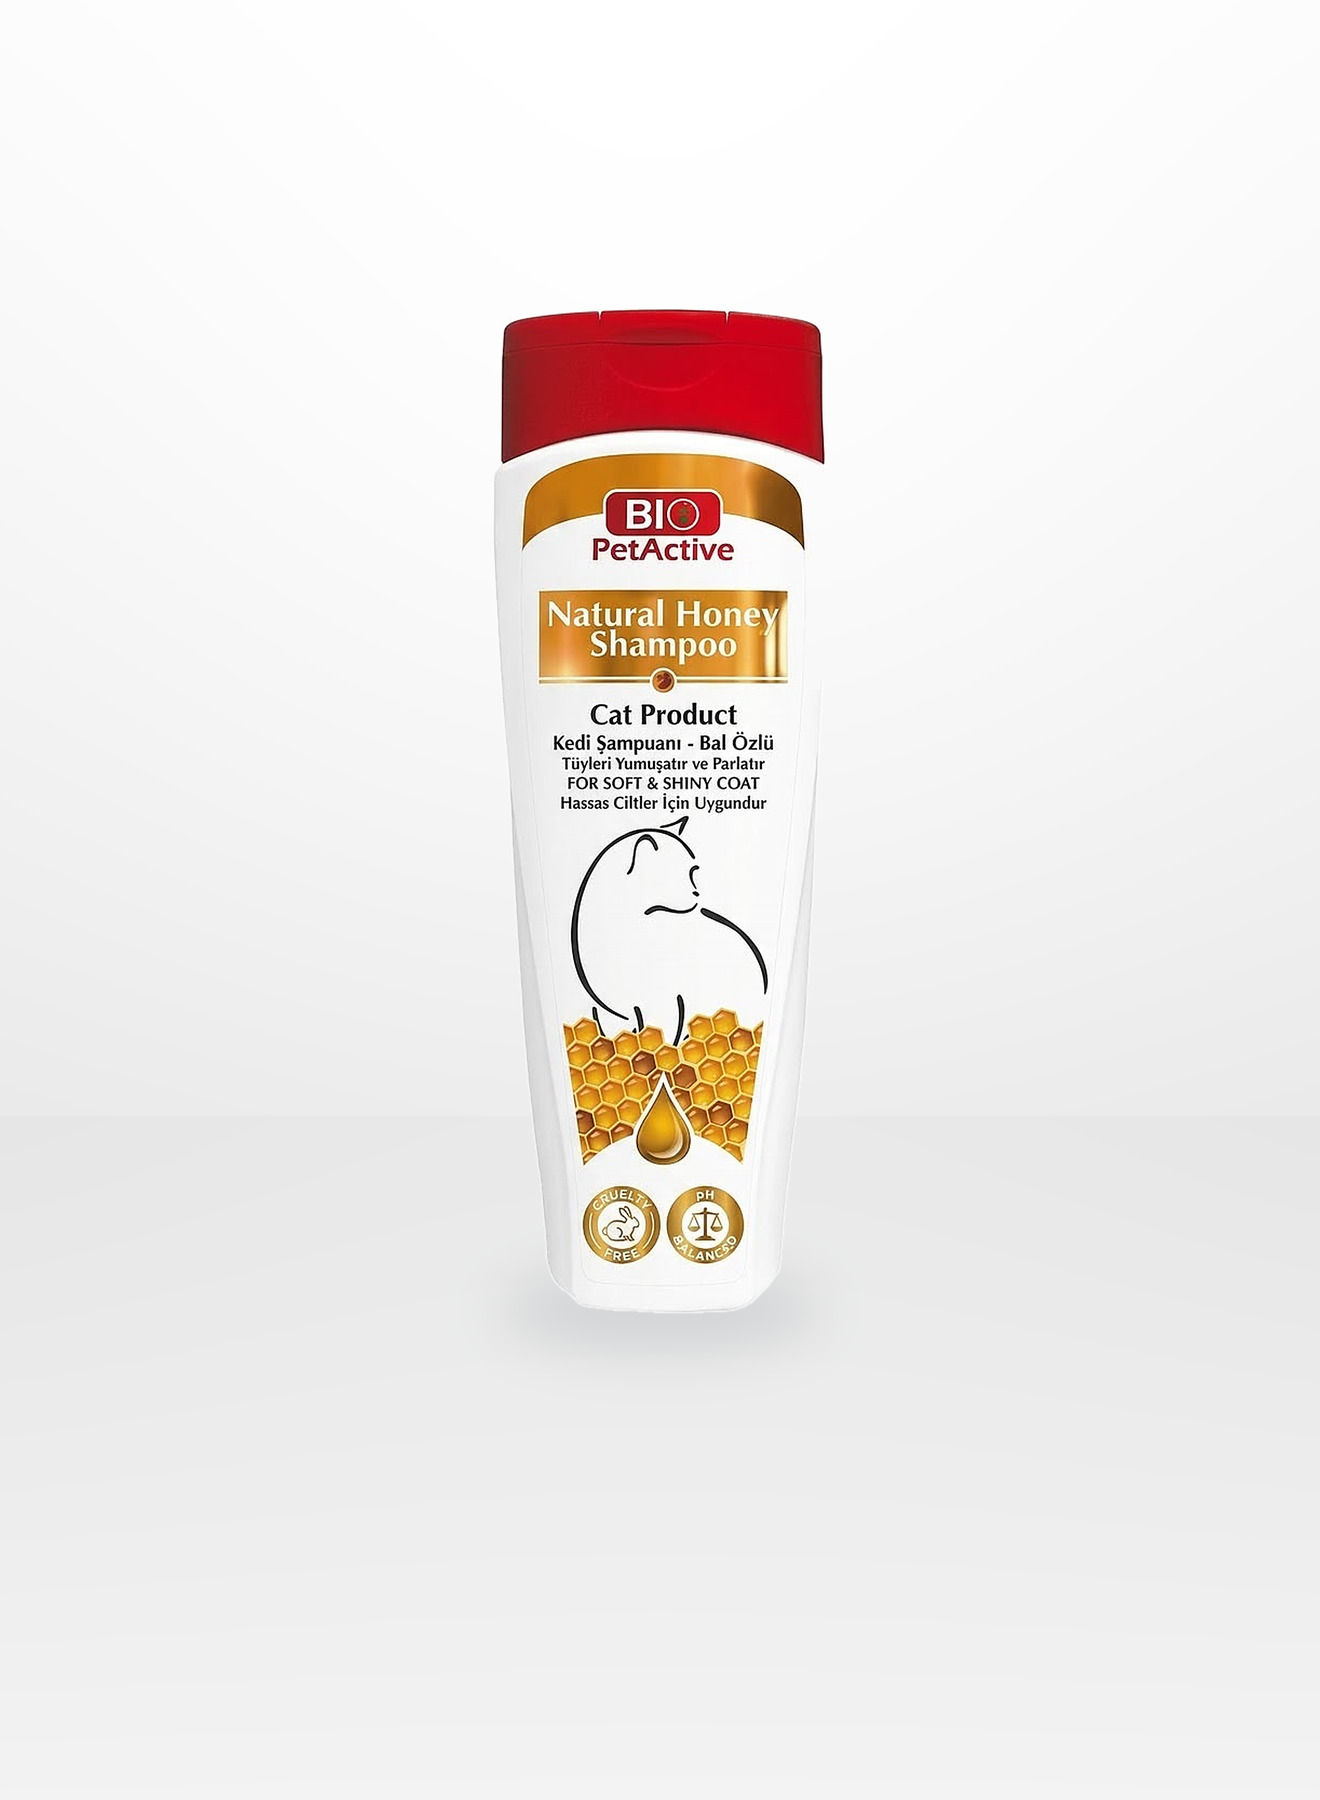 BIO
PetActive
Natural Honey
Shampoo
Cat Product
Kedi Şampuanı - Bal Özlü
Tüyleri Yumuşatır ve Parlatır
FOR SOFT & SHINY COAT
Hassas Ciltler İçin Uygundur
CRUELTY
FREE
pH
BALANCED